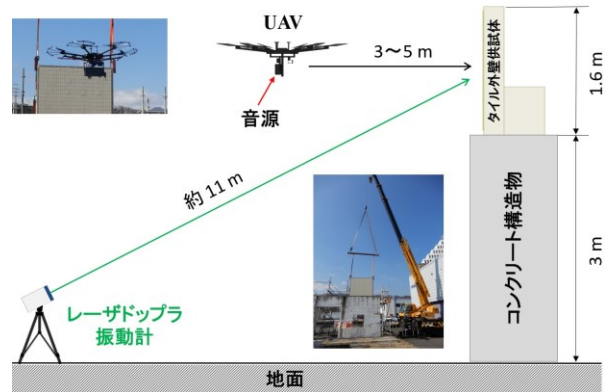 UAV
3～5 m
音源
タイル外壁供試体
1.6 m
約 11 m
コンクリート構造物
3 m
レーザドップラ
振動計
地面